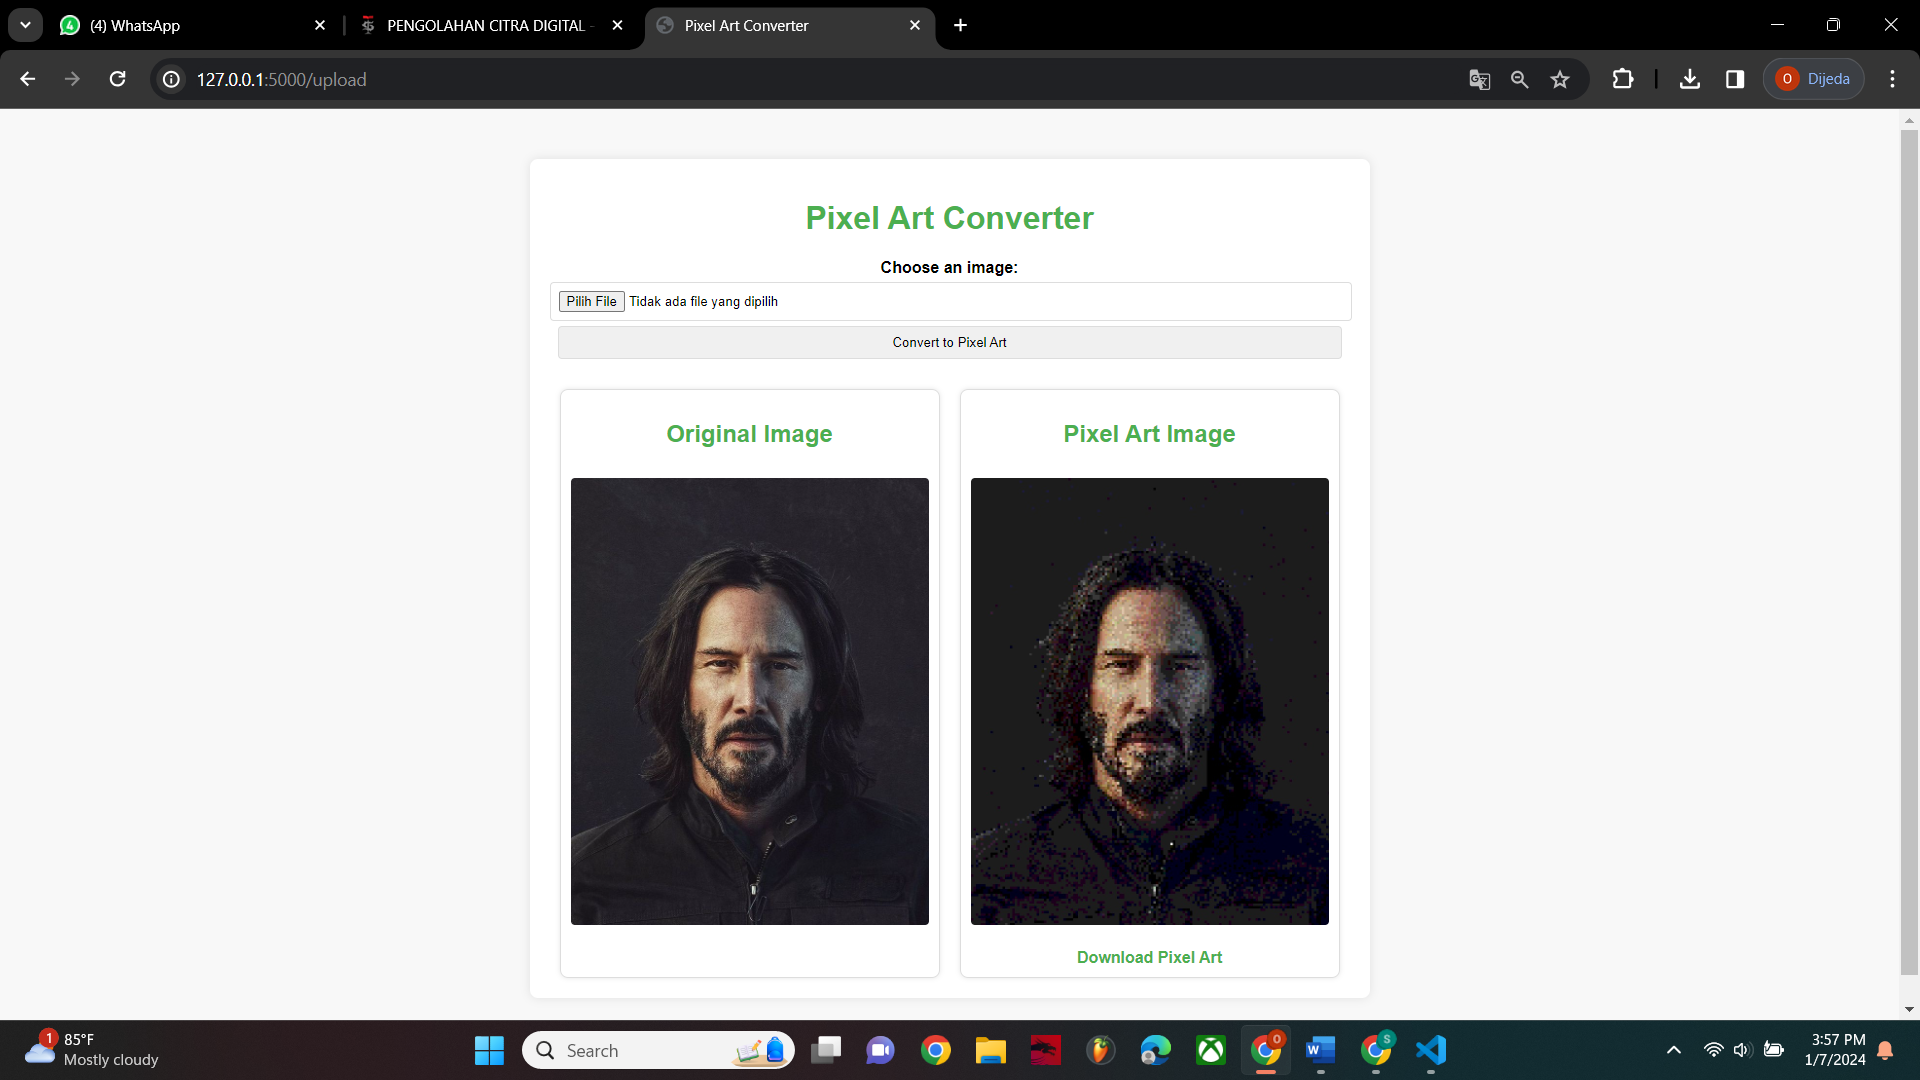 (4) WhatsApp
PENGOLAHAN CITRA DIGITAL -
Pixel Art Converter
127.0.0.1:5000/upload
O
Dijeda
Pixel Art Converter
Choose an image:
Pilih File Tidak ada file yang dipilih
Convert to Pixel Art
Original Image
Pixel Art Image
Download Pixel Art
1
85°F
Mostly cloudy
Search
O
W
S
3:57 PM
1/7/2024